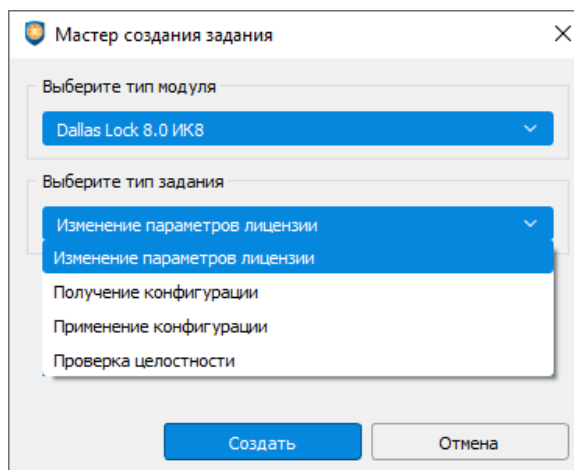 Мастер создания задания
Выберите тип модуля
Dallas Lock 8.0 ИК8
Выберите тип задания
Изменение параметров лицензии
Изменение параметров лицензии
Получение конфигурации
Применение конфигурации
Проверка целостности
Создать
Отмена